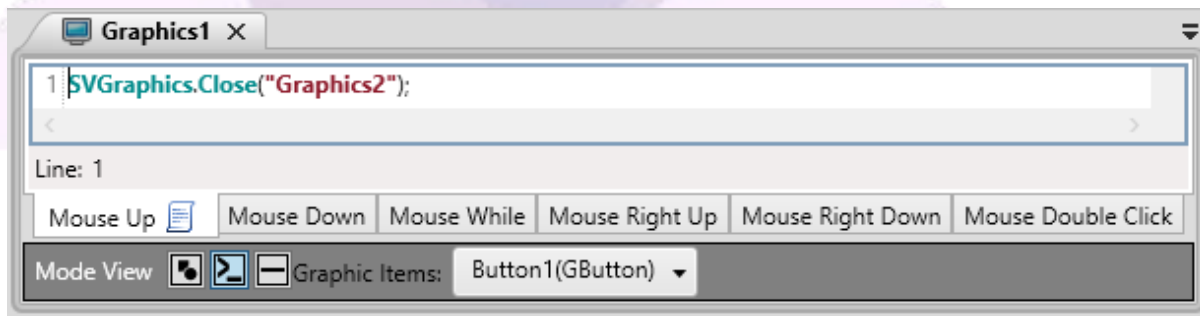 Graphics1
1 SVGraphics.Close("Graphics2");
Line: 1
Mouse Up Mouse Down Mouse While Mouse Right Up Mouse Right Down Mouse Double Click
Mode View Graphic Items: Button1(GButton)